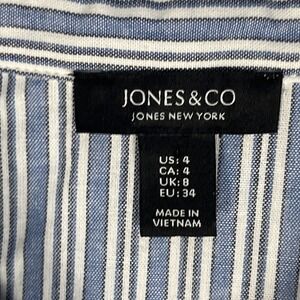 JONES & CO
JONES NEW YORK
US: 4
CA: 4
UK: 8
EU: 34
MADE IN
VIETNAM